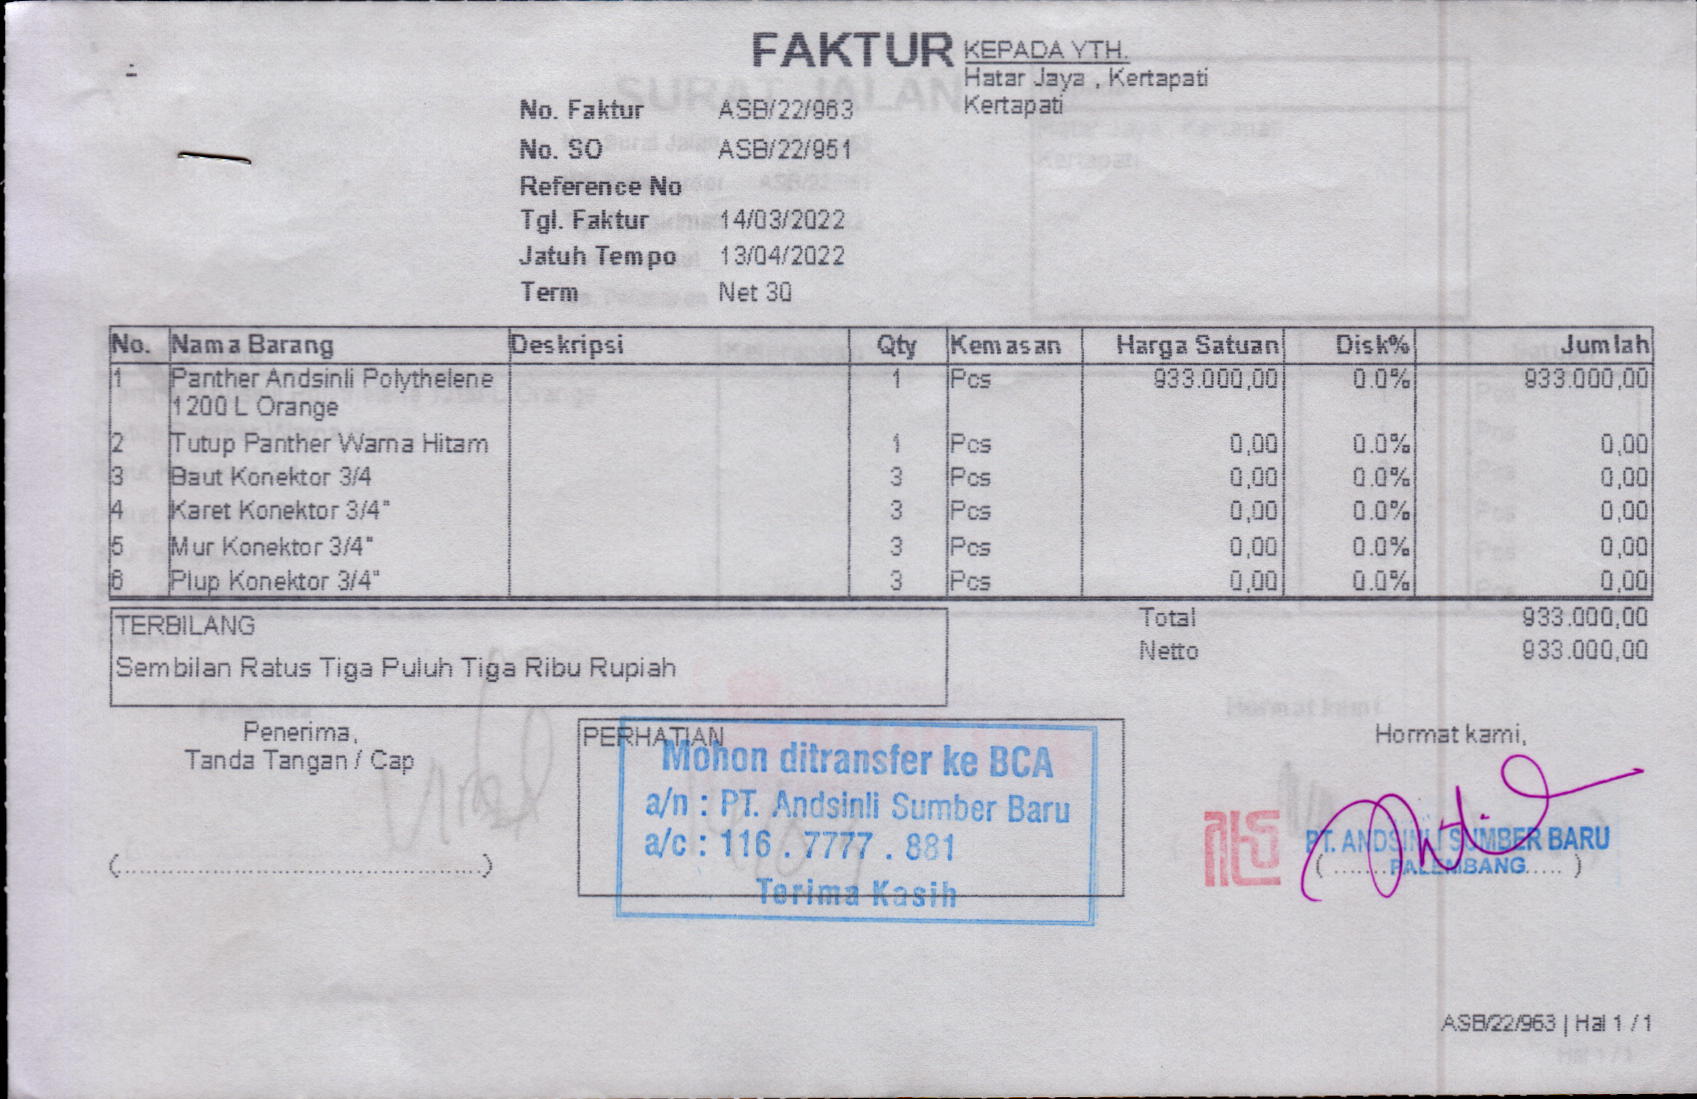 FAKTUR
KEPADA YTH.
Hatar Jaya , Kertapati
Kertapati
No. Faktur ASB/22/963
No. SO ASB/22/951
Reference No
Tgl. Faktur 14/03/2022
Jatuh Tempo 13/04/2022
Term Net 30
No. Nama Barang Deskripsi Qty Kemasan Harga Satuan Disk% Jumlah
1 Panther Andsinli Polythelene 1 Pcs 933.000,00 0.0% 933.000,00
1200 L Orange
2 Tutup Panther Warna Hitam 1 Pcs 0,00 0.0% 0,00
3 Baut Konektor 3/4 3 Pcs 0,00 0.0% 0,00
4 Karet Konektor 3/4" 3 Pcs 0,00 0.0% 0,00
5 Mur Konektor 3/4" 3 Pcs 0,00 0.0% 0,00
6 Plup Konektor 3/4" 3 Pcs 0,00 0.0% 0,00
Total 933.000,00
Netto 933.000,00
TERBILANG
Sembilan Ratus Tiga Puluh Tiga Ribu Rupiah
Penerima,
Tanda Tangan / Cap
(................................................)
PERHATIAN
Mohon ditransfer ke BCA
a/n : PT. Andsinli Sumber Baru
a/c : 116 . 7777 . 881
Terima Kasih
Hormat kami,
PT. ANDSINLI SUMBER BARU
PALEMBANG
ASB/22/963 | Hal 1 / 1